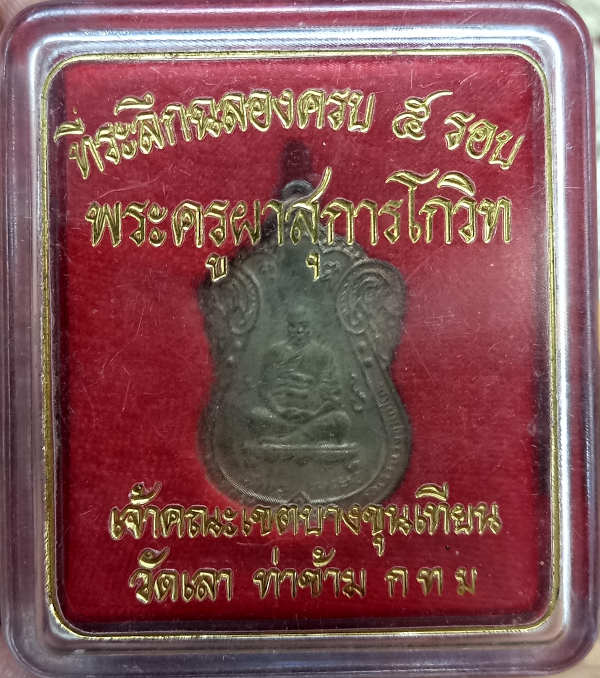 ที่ระลึกฉลองครบ ๕ รอบ
พระครูผาสุการโกวิท
เจ้าคณะเขตบางขุนเทียน
วัดเลา ท่าข้าม ก ท ม